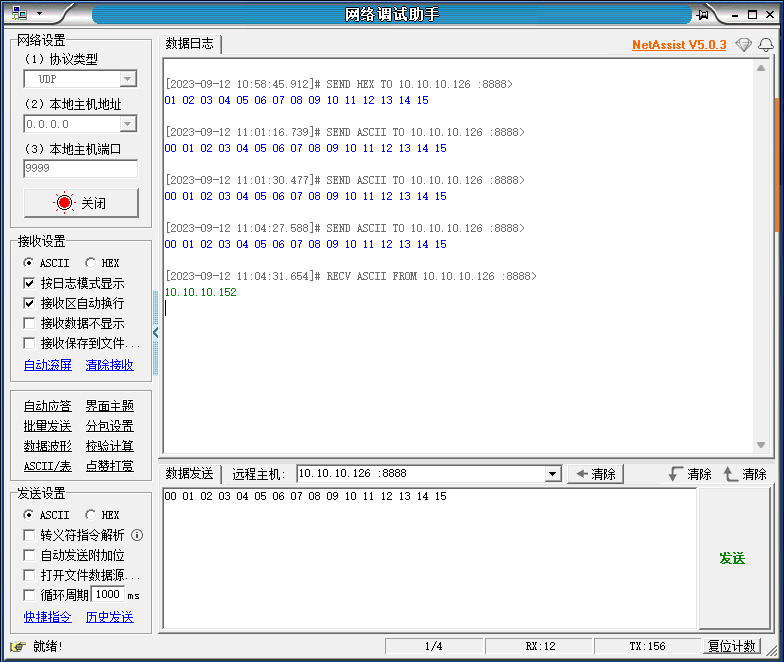 网络调试助手
网络设置
(1) 协议类型
UDP
(2) 本地主机地址
0.0.0.0
(3) 本地主机端口
9999
关闭
接收设置
ASCII HEX
按日志模式显示
接收区自动换行
接收数据不显示
接收保存到文件...
自动滚屏 清除接收
自动应答 界面主题
批量发送 分包设置
数据波形 校验计算
ASCII/表 点赞打赏
发送设置
ASCII HEX
转义符指令解析
自动发送附加位
打开文件数据源...
循环周期 1000 ms
快捷指令 历史发送
数据日志
NetAssist V5.0.3
[2023-09-12 10:58:45.912]# SEND HEX TO 10.10.10.126 :8888>
01 02 03 04 05 06 07 08 09 10 11 12 13 14 15
[2023-09-12 11:01:16.739]# SEND ASCII TO 10.10.10.126 :8888>
00 01 02 03 04 05 06 07 08 09 10 11 12 13 14 15
[2023-09-12 11:01:30.477]# SEND ASCII TO 10.10.10.126 :8888>
00 01 02 03 04 05 06 07 08 09 10 11 12 13 14 15
[2023-09-12 11:04:27.588]# SEND ASCII TO 10.10.10.126 :8888>
00 01 02 03 04 05 06 07 08 09 10 11 12 13 14 15
[2023-09-12 11:04:31.654]# RECV ASCII FROM 10.10.10.126 :8888>
10.10.10.152
数据发送 远程主机: 10.10.10.126 :8888 清除 清除 清除
00 01 02 03 04 05 06 07 08 09 10 11 12 13 14 15
发送
就绪! 1/4 RX:12 TX:156 复位计数